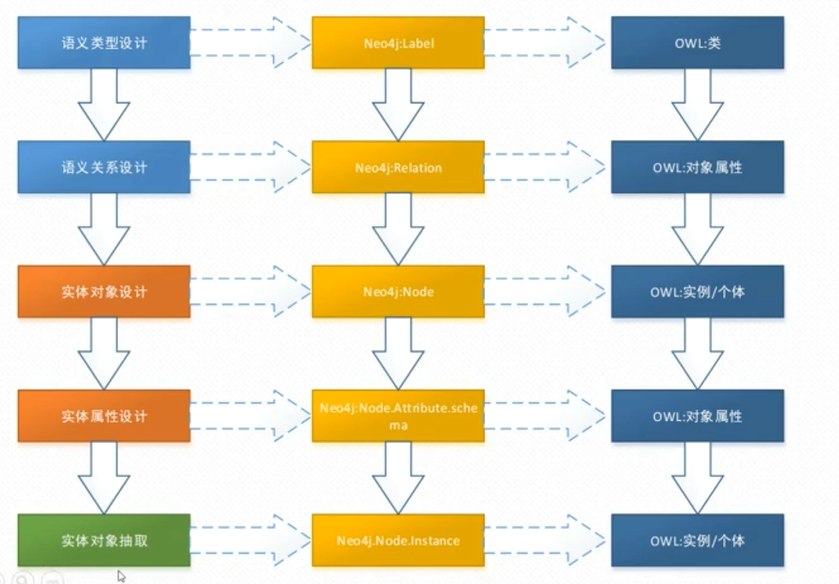 语义类型设计
Neo4j:Label
OWL:类
语义关系设计
Neo4j:Relation
OWL:对象属性
实体对象设计
Neo4j:Node
OWL:实例/个体
实体属性设计
Neo4j:Node.Attribute.sche
ma
OWL:对象属性
实体对象抽取
Neo4j.Node.Instance
OWL:实例/个体